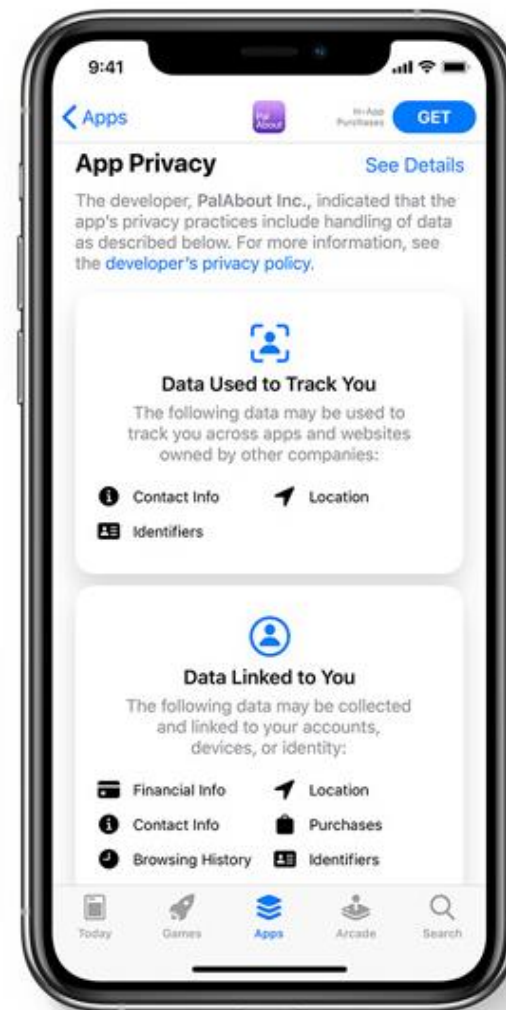 9:41
Apps
Pal
About
In-App
Purchases
GET
App Privacy
See Details
The developer, PalAbout Inc., indicated that the
app's privacy practices include handling of data
as described below. For more information, see
the developer's privacy policy.
Data Used to Track You
The following data may be used to
track you across apps and websites
owned by other companies:
Contact Info
Location
Identifiers
Data Linked to You
The following data may be collected
and linked to your accounts,
devices, or identity:
Financial Info
Location
Contact Info
Purchases
Browsing History
Identifiers
Today
Games
Apps
Arcade
Search